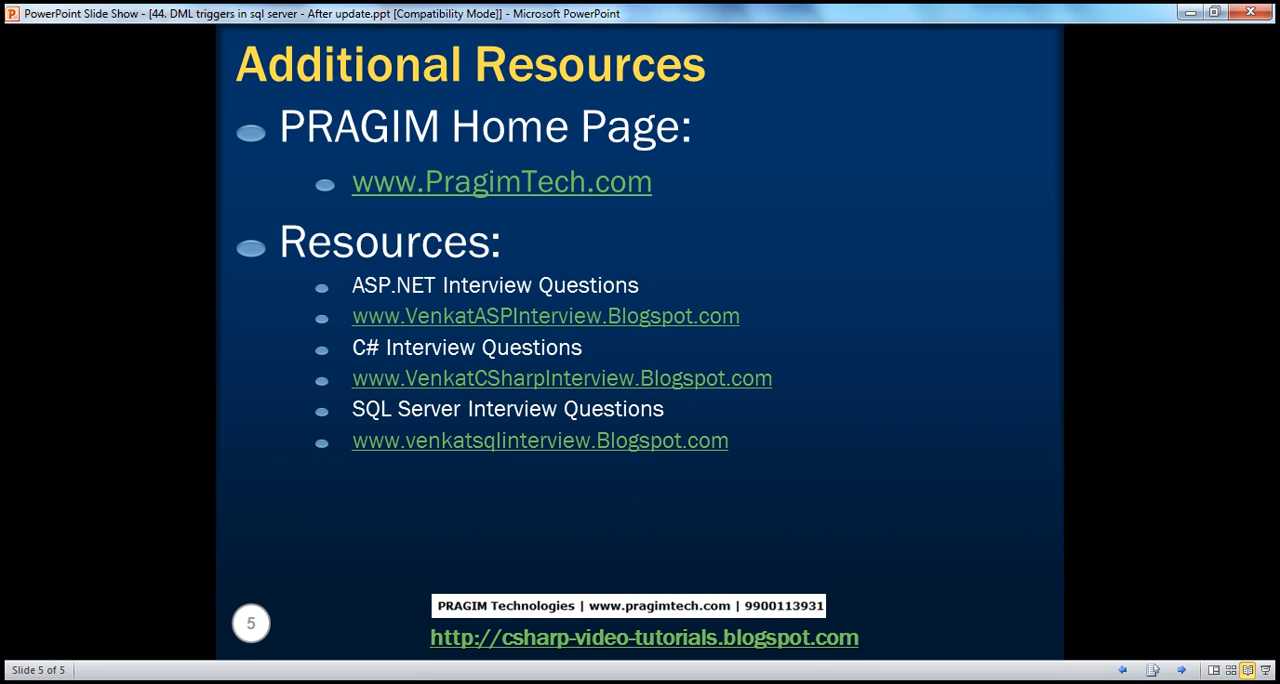 PowerPoint Slide Show - [44. DML triggers in sql server - After update.ppt [Compatibility Mode]] - Microsoft PowerPoint
Additional Resources
PRAGIM Home Page:
www.PragimTech.com
Resources:
ASP.NET Interview Questions
www.VenkatASPInterview.Blogspot.com
C# Interview Questions
www.VenkatCSharpInterview.Blogspot.com
SQL Server Interview Questions
www.venkatsqlinterview.Blogspot.com
PRAGIM Technologies | www.pragimtech.com | 9900113931
5
http://csharp-video-tutorials.blogspot.com
Slide 5 of 5